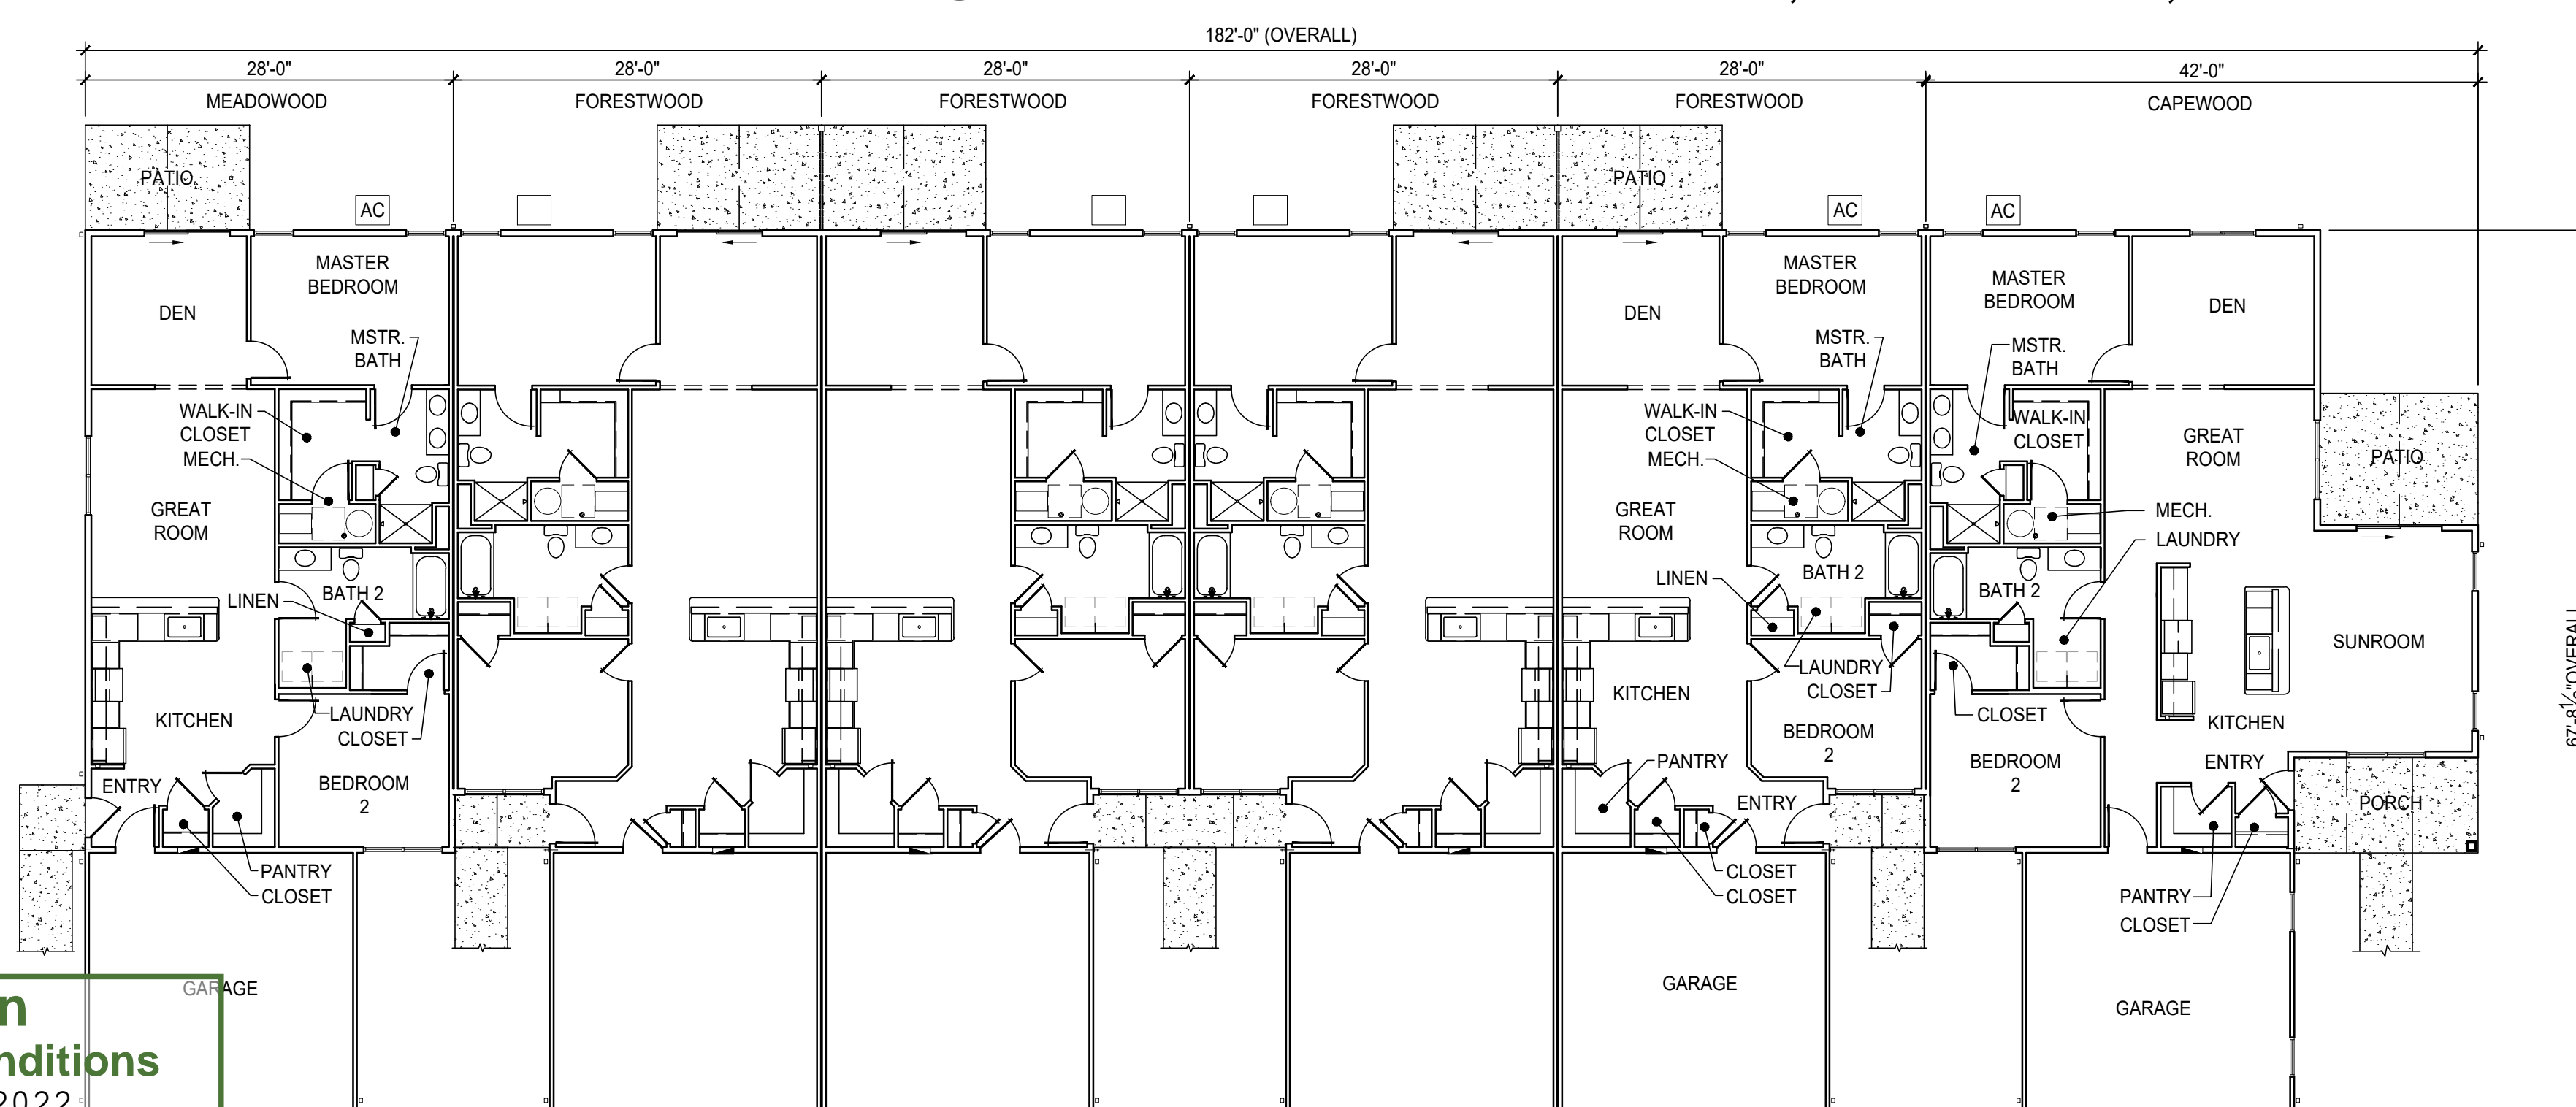 182'-0" (OVERALL)
28'-0"
28'-0"
28'-0"
28'-0"
28'-0"
42'-0"
MEADOWOOD
FORESTWOOD
FORESTWOOD
FORESTWOOD
FORESTWOOD
CAPEWOOD
PATIO
PATIO
AC
AC
AC
MASTER
BEDROOM
DEN
MSTR.
BATH
WALK-IN
CLOSET
MECH.
GREAT
ROOM
BATH 2
LINEN
LAUNDRY
CLOSET
KITCHEN
ENTRY
BEDROOM
2
PANTRY
CLOSET
GARAGE
MASTER
BEDROOM
DEN
MSTR.
BATH
WALK-IN
CLOSET
MECH.
GREAT
ROOM
LINEN
BATH 2
LAUNDRY
CLOSET
KITCHEN
BEDROOM
2
PANTRY
ENTRY
CLOSET
CLOSET
GARAGE
MASTER
BEDROOM
DEN
MSTR.
BATH
WALK-IN
CLOSET
GREAT
ROOM
PATIO
MECH.
LAUNDRY
BATH 2
SUNROOM
CLOSET
KITCHEN
BEDROOM
2
ENTRY
PORCH
PANTRY
CLOSET
GARAGE
67'-8½"OVERALL
n
nditions
2022